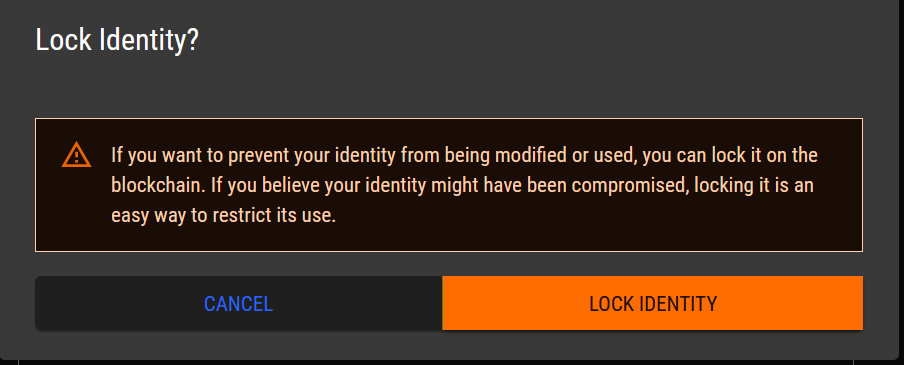 Lock Identity?
If you want to prevent your identity from being modified or used, you can lock it on the
blockchain. If you believe your identity might have been compromised, locking it is an
easy way to restrict its use.
CANCEL
LOCK IDENTITY